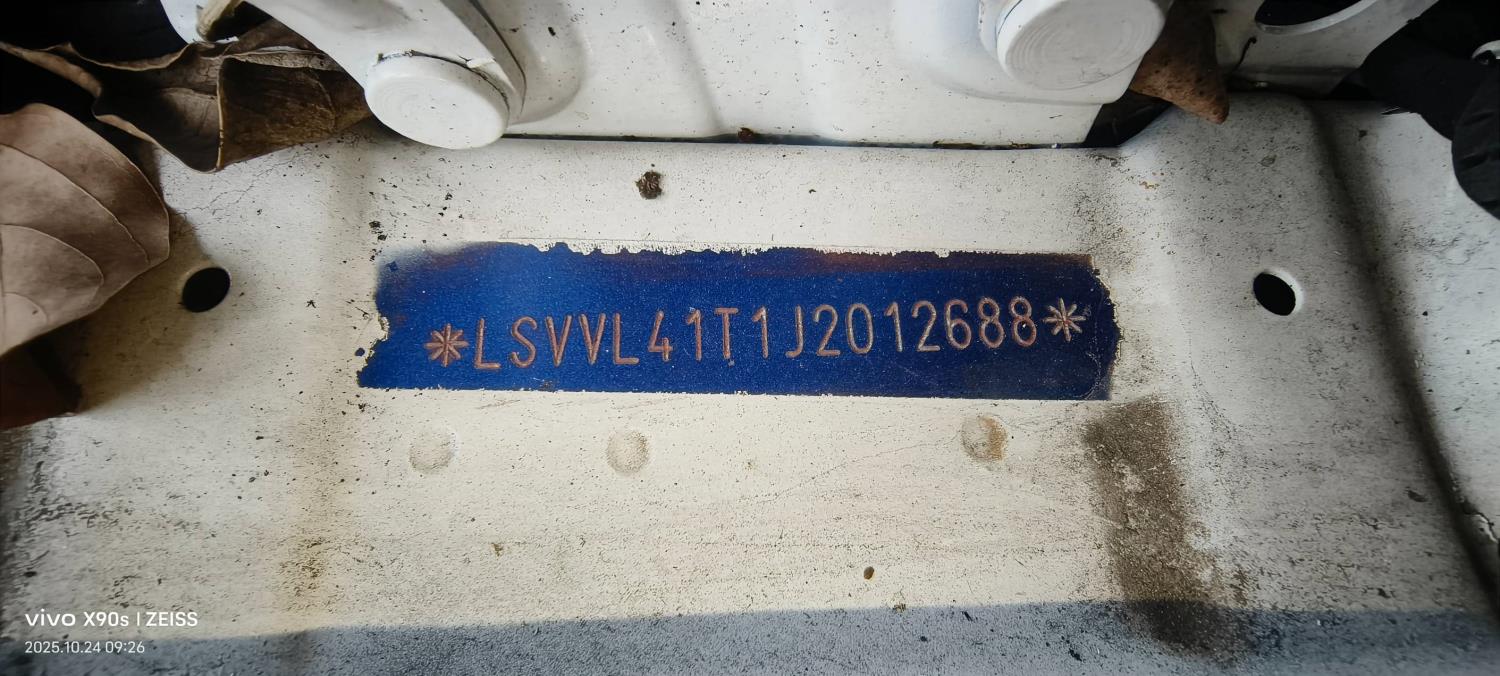 *LSVVL41T1J2012688*
vivo X90s | ZEISS
2025.10.24 09:26